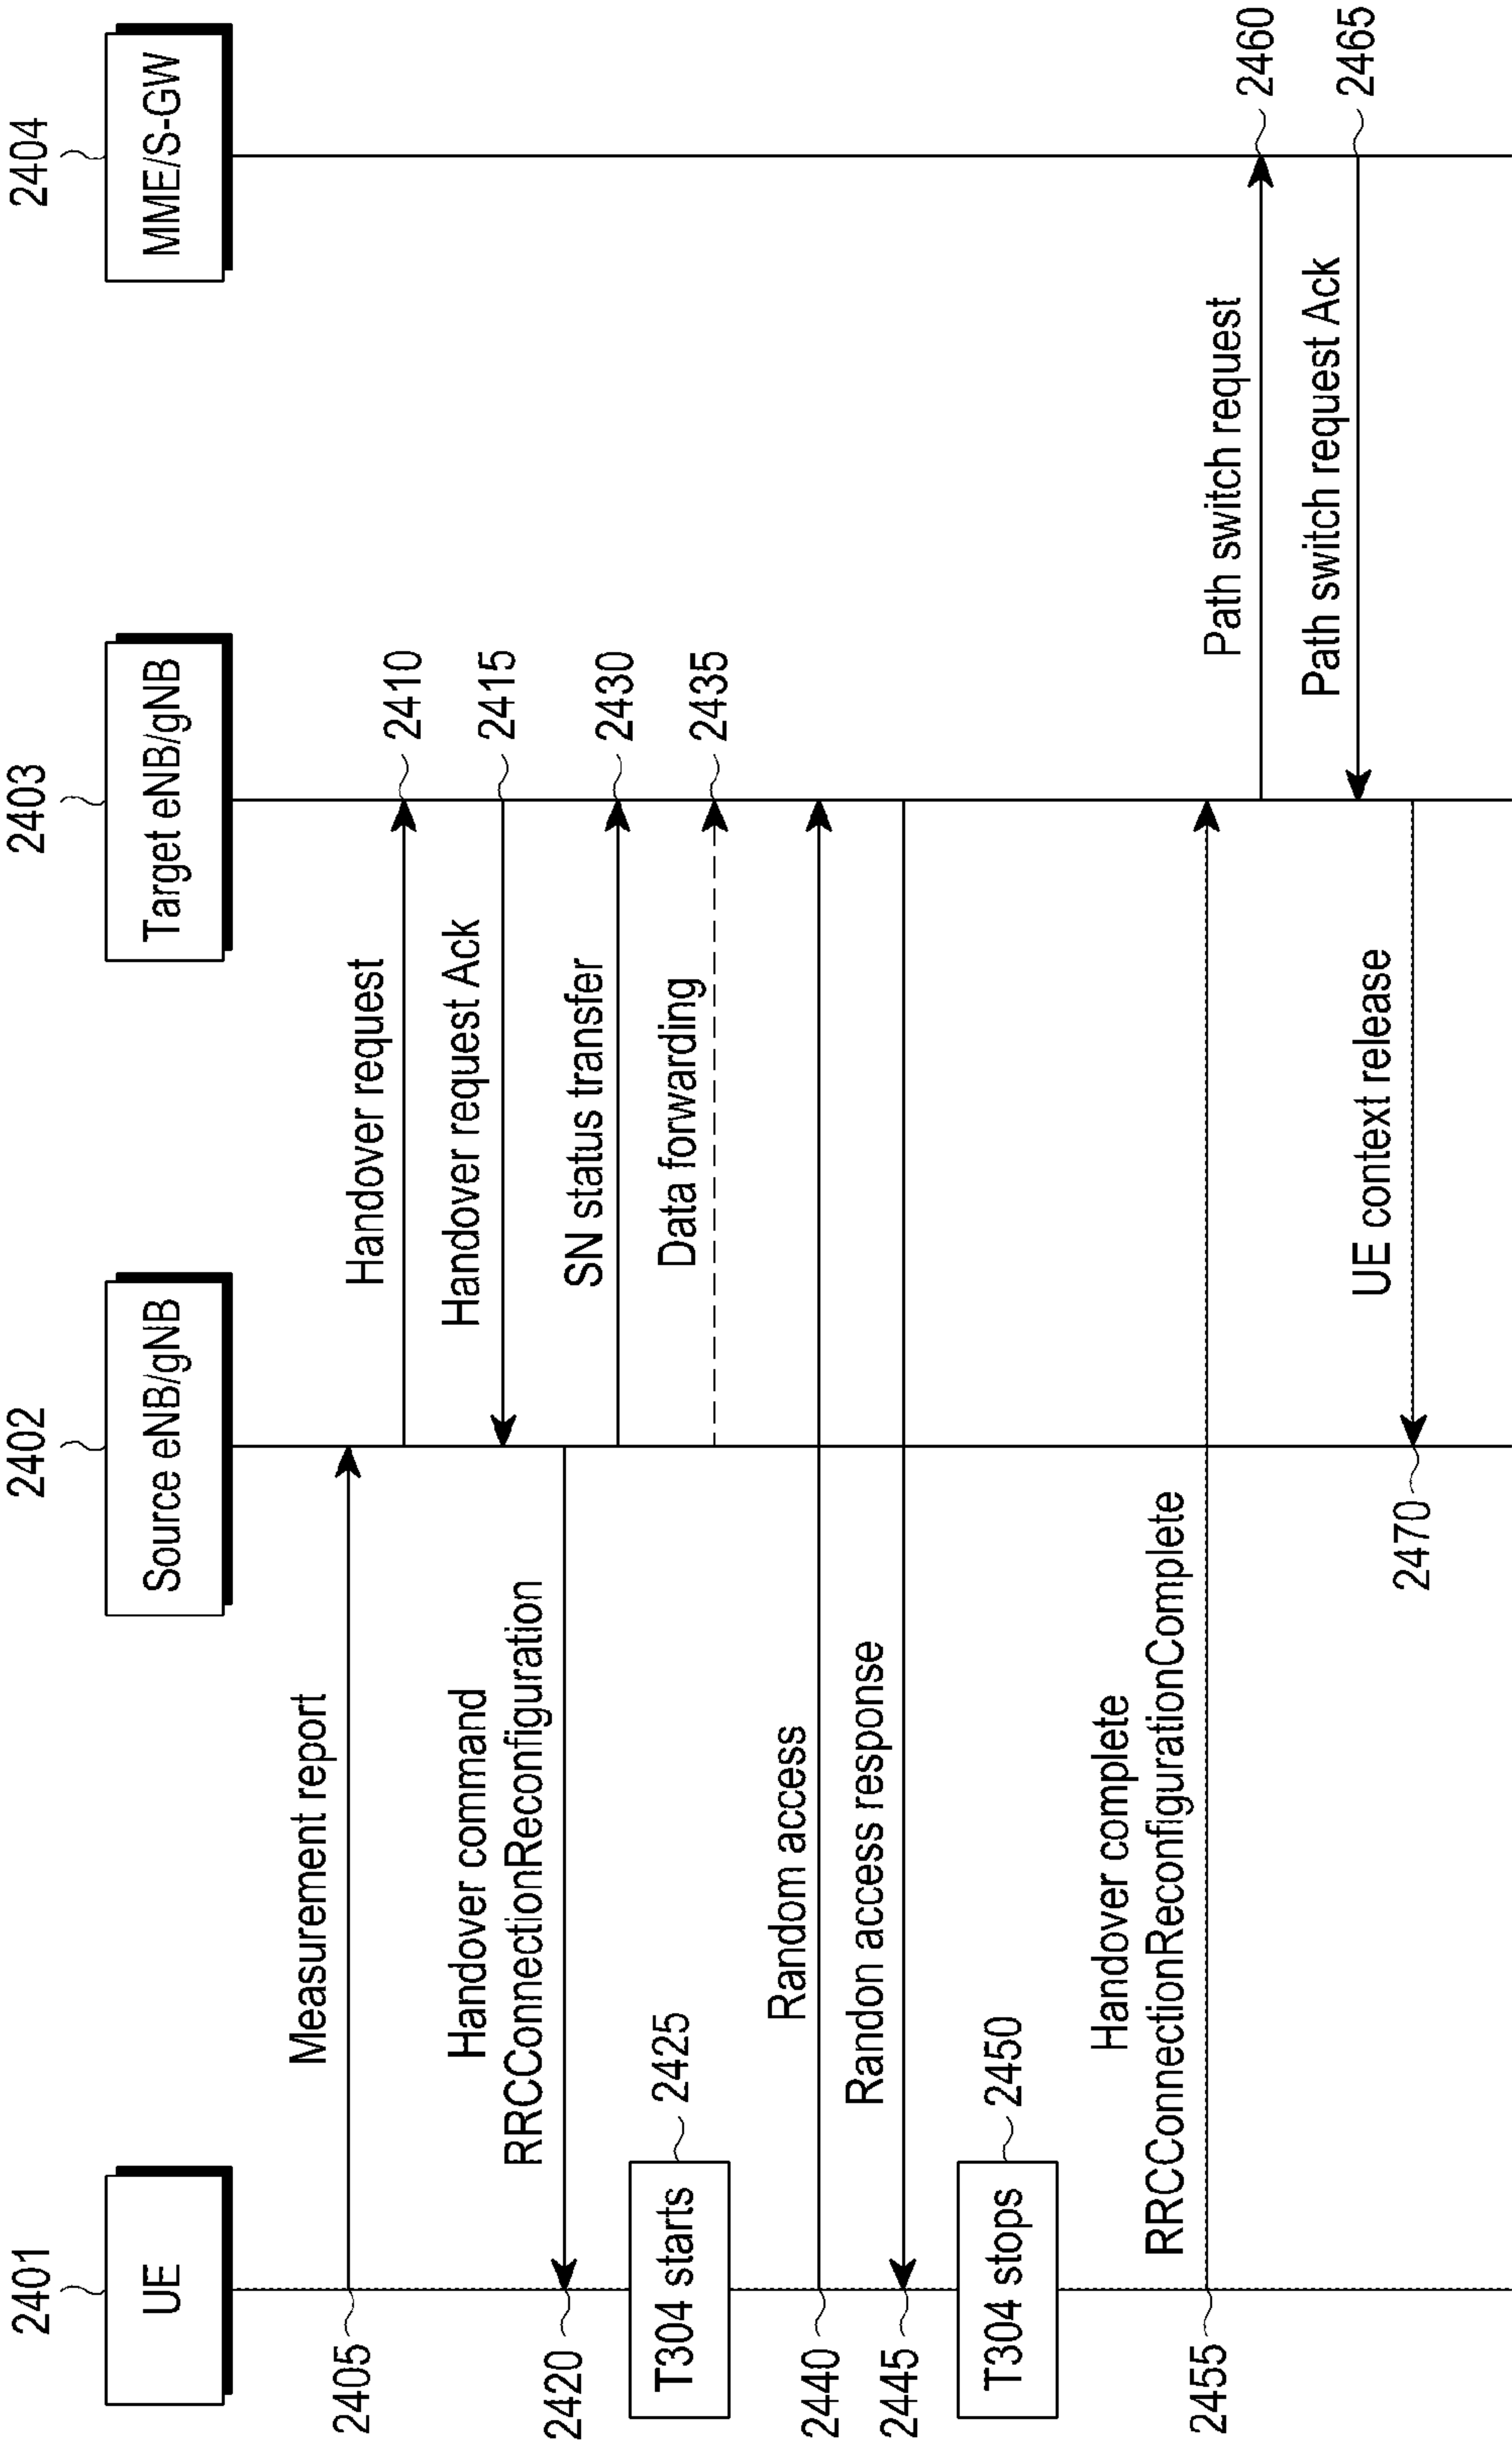 2401
2402
2403
2404
UE
Source eNB/gNB
Target eNB/gNB
MME/S-GW
Measurement report
2405
Handover request
2410
Handover request Ack
2415
Handover command
RRCConnectionReconfiguration
2420
SN status transfer
2430
T304 starts
2425
Data forwarding
2435
Random access
2440
Randon access response
2445
T304 stops
2450
Handover complete
RRCConnectionReconfigurationComplete
2455
Path switch request
2460
Path switch request Ack
2465
UE context release
2470